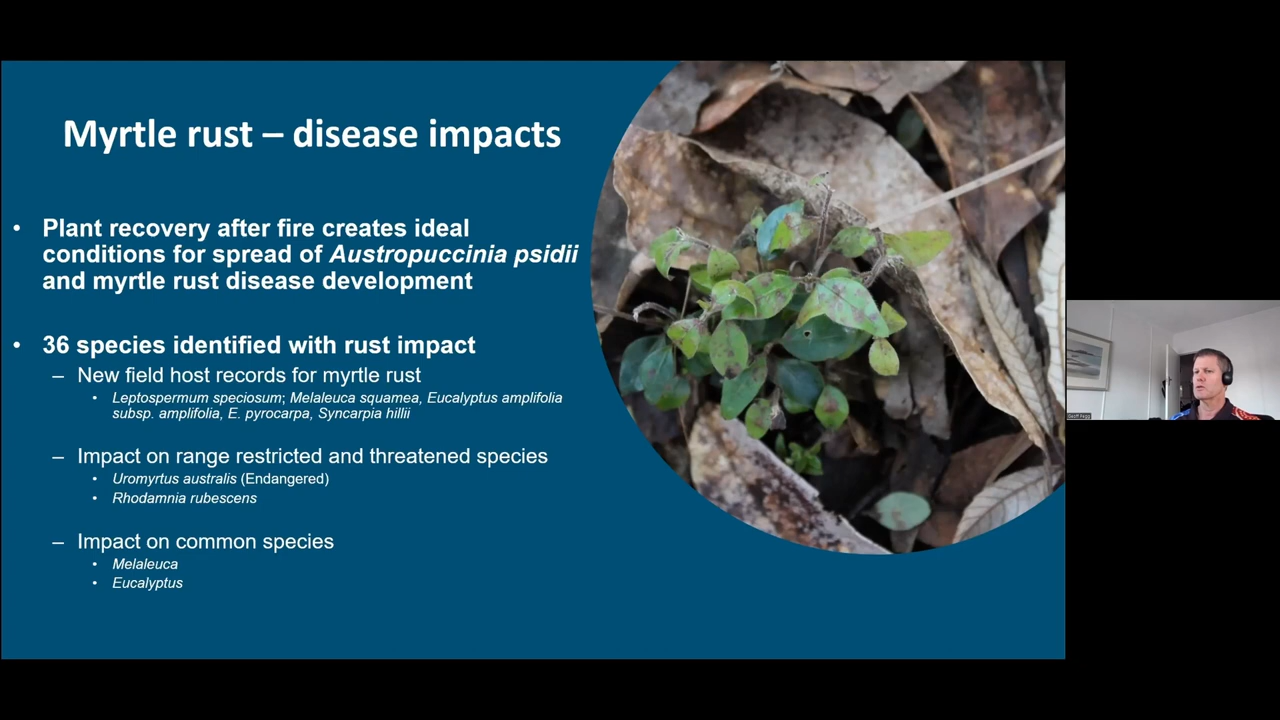 Myrtle rust – disease impacts
• Plant recovery after fire creates ideal
conditions for spread of Austropuccinia psidii
and myrtle rust disease development
• 36 species identified with rust impact
– New field host records for myrtle rust
• Leptospermum speciosum; Melaleuca squamea, Eucalyptus amplifolia
subsp. amplifolia, E. pyrocarpa, Syncarpia hillii
– Impact on range restricted and threatened species
• Uromyrtus australis (Endangered)
• Rhodamnia rubescens
– Impact on common species
• Melaleuca
• Eucalyptus
Geoff Pegg